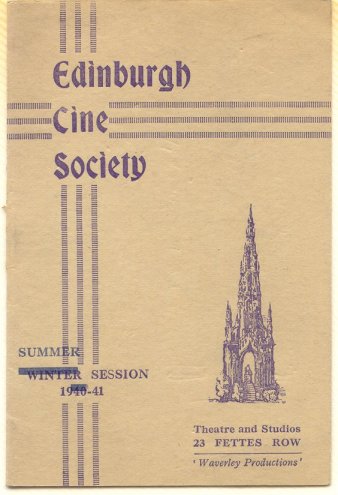 Edinburgh
Cine
Society
SUMMER
WINTER SESSION
1940-41
Theatre and Studios
23 FETTES ROW
'Waverley Productions'